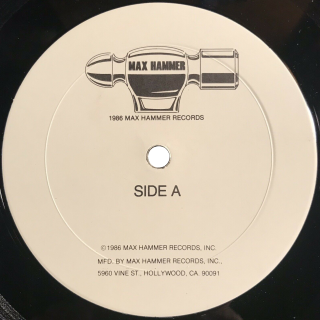 MAX HAMMER
1986 MAX HAMMER RECORDS
SIDE A
©1986 MAX HAMMER RECORDS, INC.
MFD. BY MAX HAMMER RECORDS, INC.,
5960 VINE ST., HOLLYWOOD, CA. 90091